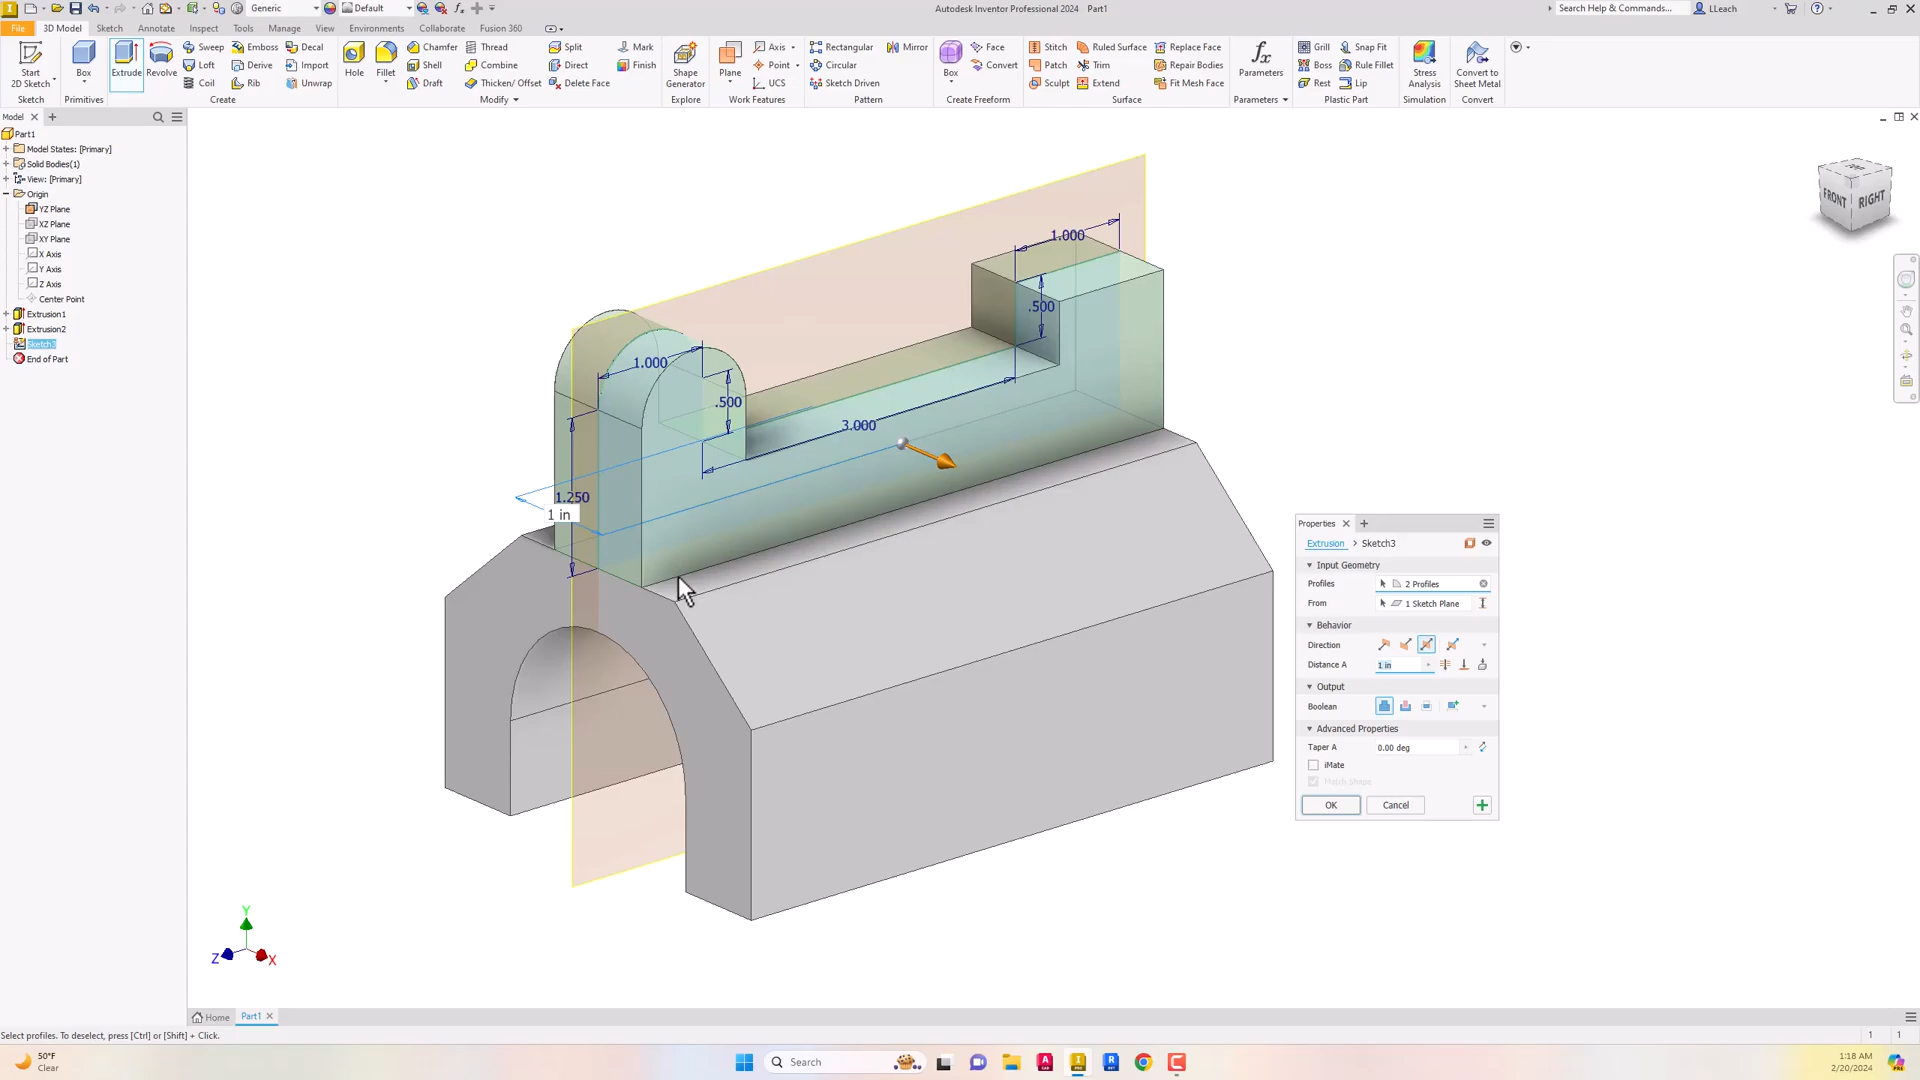 Generic
Default
Autodesk Inventor Professional 2024 Part1
Search Help & Commands...
LLeach
File
3D Model
Sketch
Annotate
Inspect
Tools
Manage
View
Environments
Collaborate
Fusion 360
Start
2D Sketch
Sketch
Box
Primitives
Extrude
Revolve
Sweep
Loft
Coil
Emboss
Derive
Rib
Decal
Import
Unwrap
Create
Hole
Fillet
Chamfer
Shell
Draft
Thread
Combine
Thicken/ Offset
Split
Direct
Delete Face
Mark
Finish
Modify
Shape
Generator
Explore
Plane
Axis
Point
UCS
Work Features
Rectangular
Circular
Sketch Driven
Mirror
Pattern
Box
Face
Convert
Create Freeform
Stitch
Patch
Sculpt
Ruled Surface
Trim
Extend
Replace Face
Repair Bodies
Fit Mesh Face
Surface
Parameters
Parameters
Grill
Boss
Rest
Snap Fit
Rule Fillet
Lip
Plastic Part
Stress
Analysis
Simulation
Convert to
Sheet Metal
Convert
Model
Part1
Model States: [Primary]
Solid Bodies(1)
View: [Primary]
Origin
YZ Plane
XZ Plane
XY Plane
X Axis
Y Axis
Z Axis
Center Point
Extrusion1
Extrusion2
Sketch3
End of Part
FRONT
RIGHT
1.000
.500
1.000
.500
3.000
1.250
1 in
Properties
Extrusion
Sketch3
Input Geometry
Profiles
2 Profiles
From
1 Sketch Plane
Behavior
Direction
Distance A
1 in
Output
Boolean
Advanced Properties
Taper A
0.00 deg
iMate
Match Shape
OK
Cancel
Y
Z
X
Home
Part1
Select profiles. To deselect, press [Ctrl] or [Shift] + Click.
1
1
50°F
Clear
Search
1:18 AM
2/20/2024